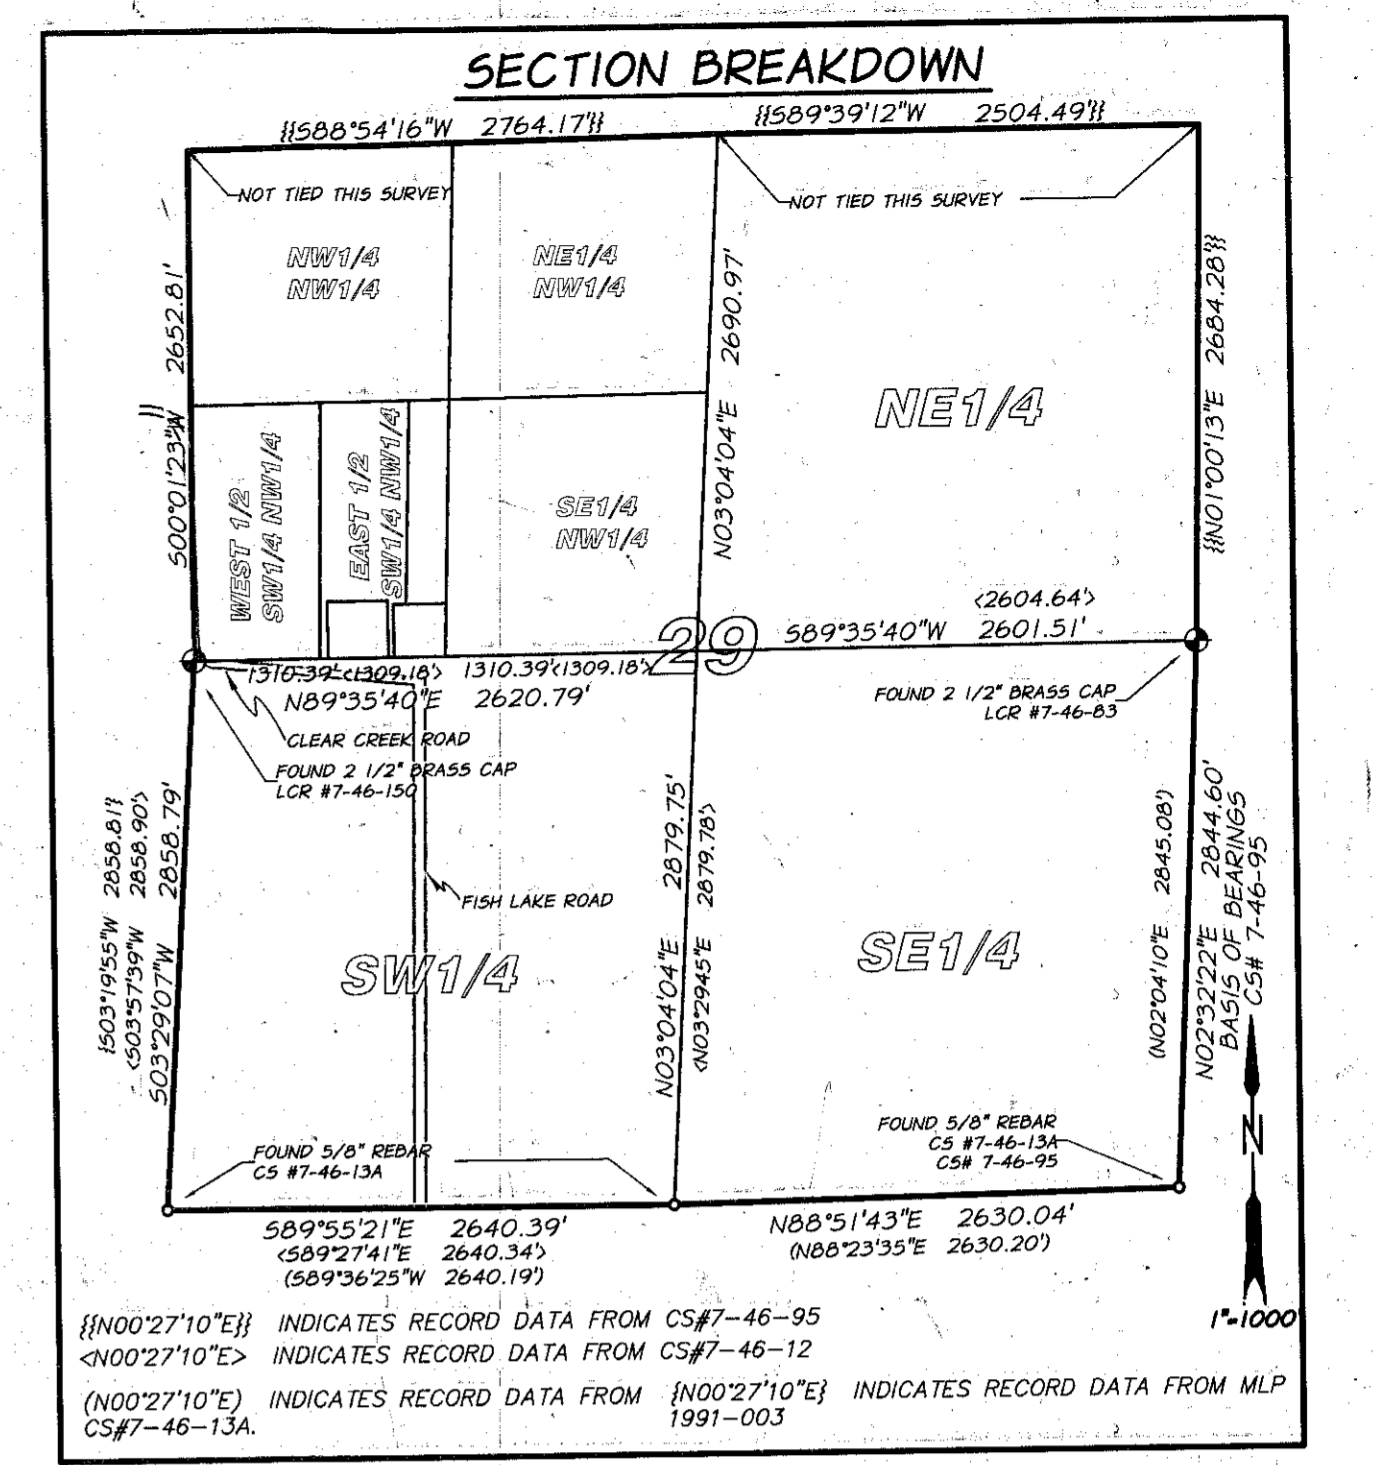 SECTION BREAKDOWN
{{S88°54'16"W 2764.17'}}
{{S89°39'12"W 2504.49'}}
NOT TIED THIS SURVEY
NOT TIED THIS SURVEY
NW1/4
NW1/4
NE1/4
NW1/4
S00°01'23"W 2652.81'
N03°04'04"E 2690.97'
{{N01°00'13"E 2684.28'}}
NE1/4
WEST 1/2
SW1/4 NW1/4
EAST 1/2
SW1/4 NW1/4
SE1/4
NW1/4
29
<2604.64'>
S89°35'40"W 2601.51'
1310.39' <1309.18'>
1310.39' <1309.18'>
N89°35'40"E 2620.79'
CLEAR CREEK ROAD
FOUND 2 1/2" BRASS CAP
LCR #7-46-150
FOUND 2 1/2" BRASS CAP
LCR #7-46-83
{S03°19'55"W 2858.81'}
<S03°57'39"W 2858.90'>
S03°29'07"W 2858.79'
FISH LAKE ROAD
SW1/4
N03°04'04"E 2879.75'
<N03°2945"E 2879.78'>
SE1/4
(N02°04'10"E 2845.08')
N02°32'22"E 2844.60'
BASIS OF BEARINGS
CS# 7-46-95
N
1"=1000'
FOUND 5/8" REBAR
CS #7-46-13A
FOUND 5/8" REBAR
CS #7-46-13A
CS# 7-46-95
S89°55'21"E 2640.39'
<S89°27'41"E 2640.34'>
(S89°36'25"W 2640.19')
N88°51'43"E 2630.04'
(N88°23'35"E 2630.20')
{{N00°27'10"E}} INDICATES RECORD DATA FROM CS#7-46-95
<N00°27'10"E> INDICATES RECORD DATA FROM CS#7-46-12
(N00°27'10"E) INDICATES RECORD DATA FROM
CS#7-46-13A.
{N00°27'10"E} INDICATES RECORD DATA FROM MLP
1991-003